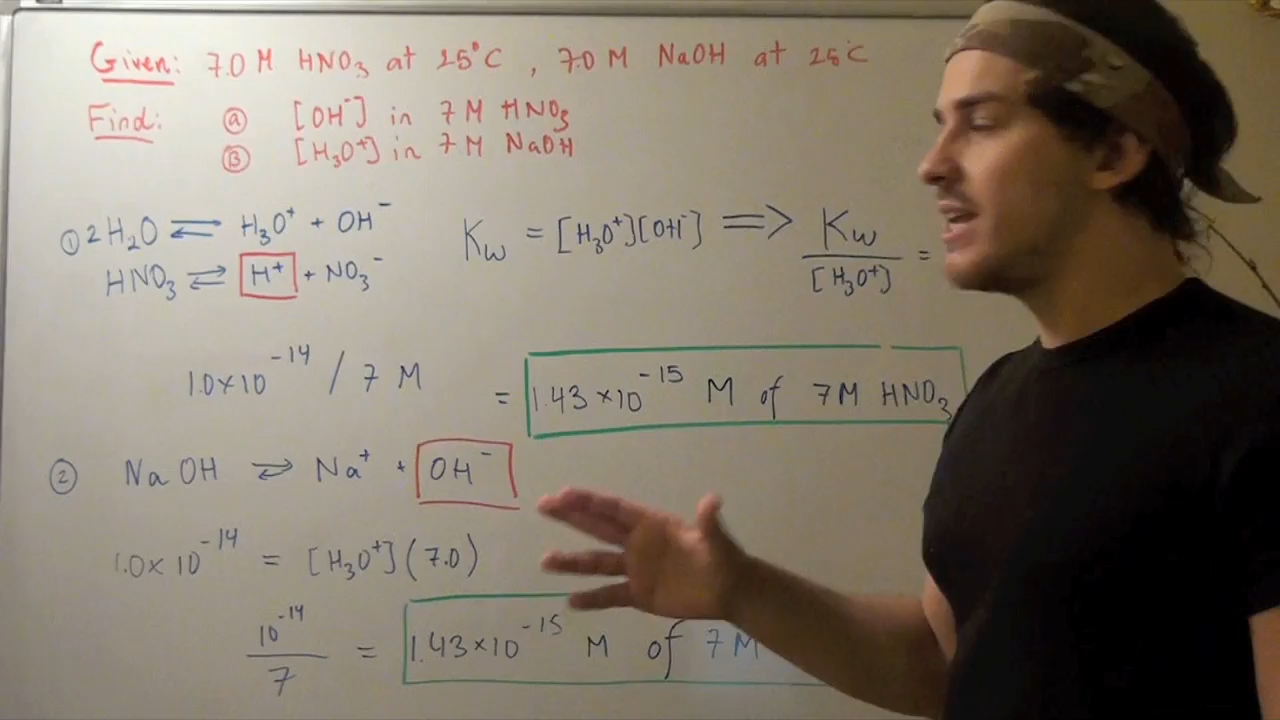 Given: 7.0 M HNO₃ at 25°C , 7.0 M NaOH at 25°C
Find: Ⓐ [OH⁻] in 7 M HNO₃
Ⓑ [H₃O⁺] in 7 M NaOH
① 2H₂O ⇌ H₃O⁺ + OH⁻
HNO₃ ⇌ H⁺ + NO₃⁻
Kw = [H₃O⁺][OH⁻] ⟹ Kw / [H₃O⁺] =
1.0×10⁻¹⁴ / 7 M = 1.43×10⁻¹⁵ M of 7M HNO₃
② NaOH ⇌ Na⁺ + OH⁻
1.0×10⁻¹⁴ = [H₃O⁺](7.0)
10⁻¹⁴ / 7 = 1.43×10⁻¹⁵ M of 7M